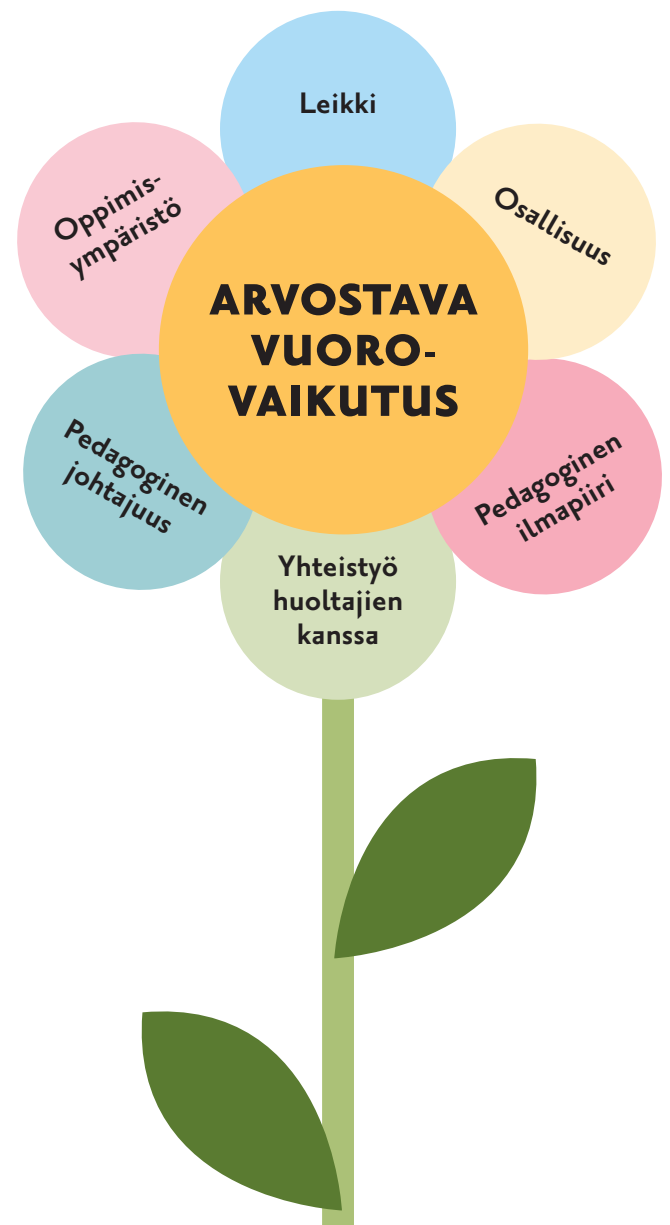 Leikki
Oppimis-
ympäristö
Osallisuus
ARVOSTAVA
VUORO-
VAIKUTUS
Pedagoginen
johtajuus
Pedagoginen
ilmapiiri
Yhteistyö
huoltajien
kanssa